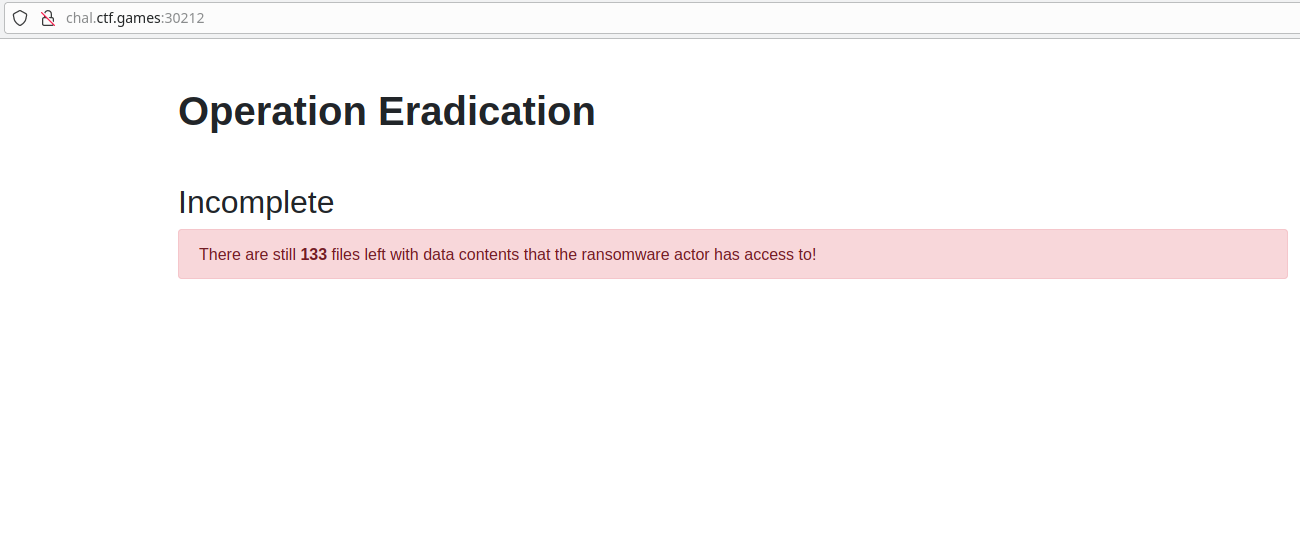 chal.ctf.games:30212
Operation Eradication
Incomplete
There are still 133 files left with data contents that the ransomware actor has access to!